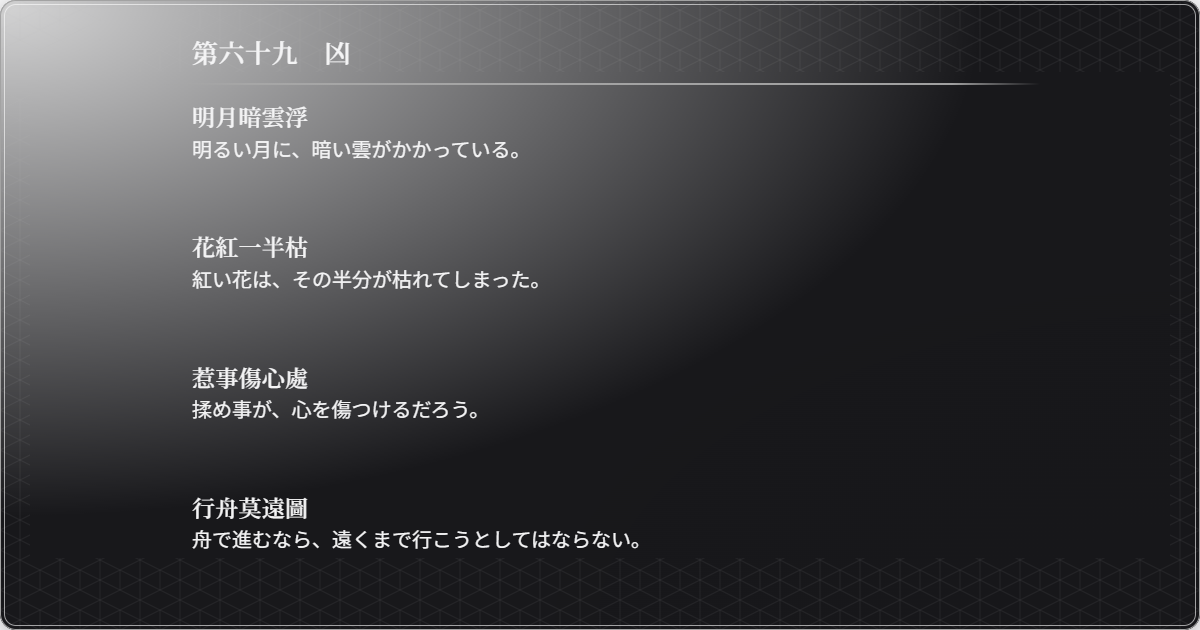 第六十九　凶
明月暗雲浮
明るい月に、暗い雲がかかっている。
花紅一半枯
紅い花は、その半分が枯れてしまった。
惹事傷心處
揉め事が、心を傷つけるだろう。
行舟莫遠圖
舟で進むなら、遠くまで行こうとしてはならない。